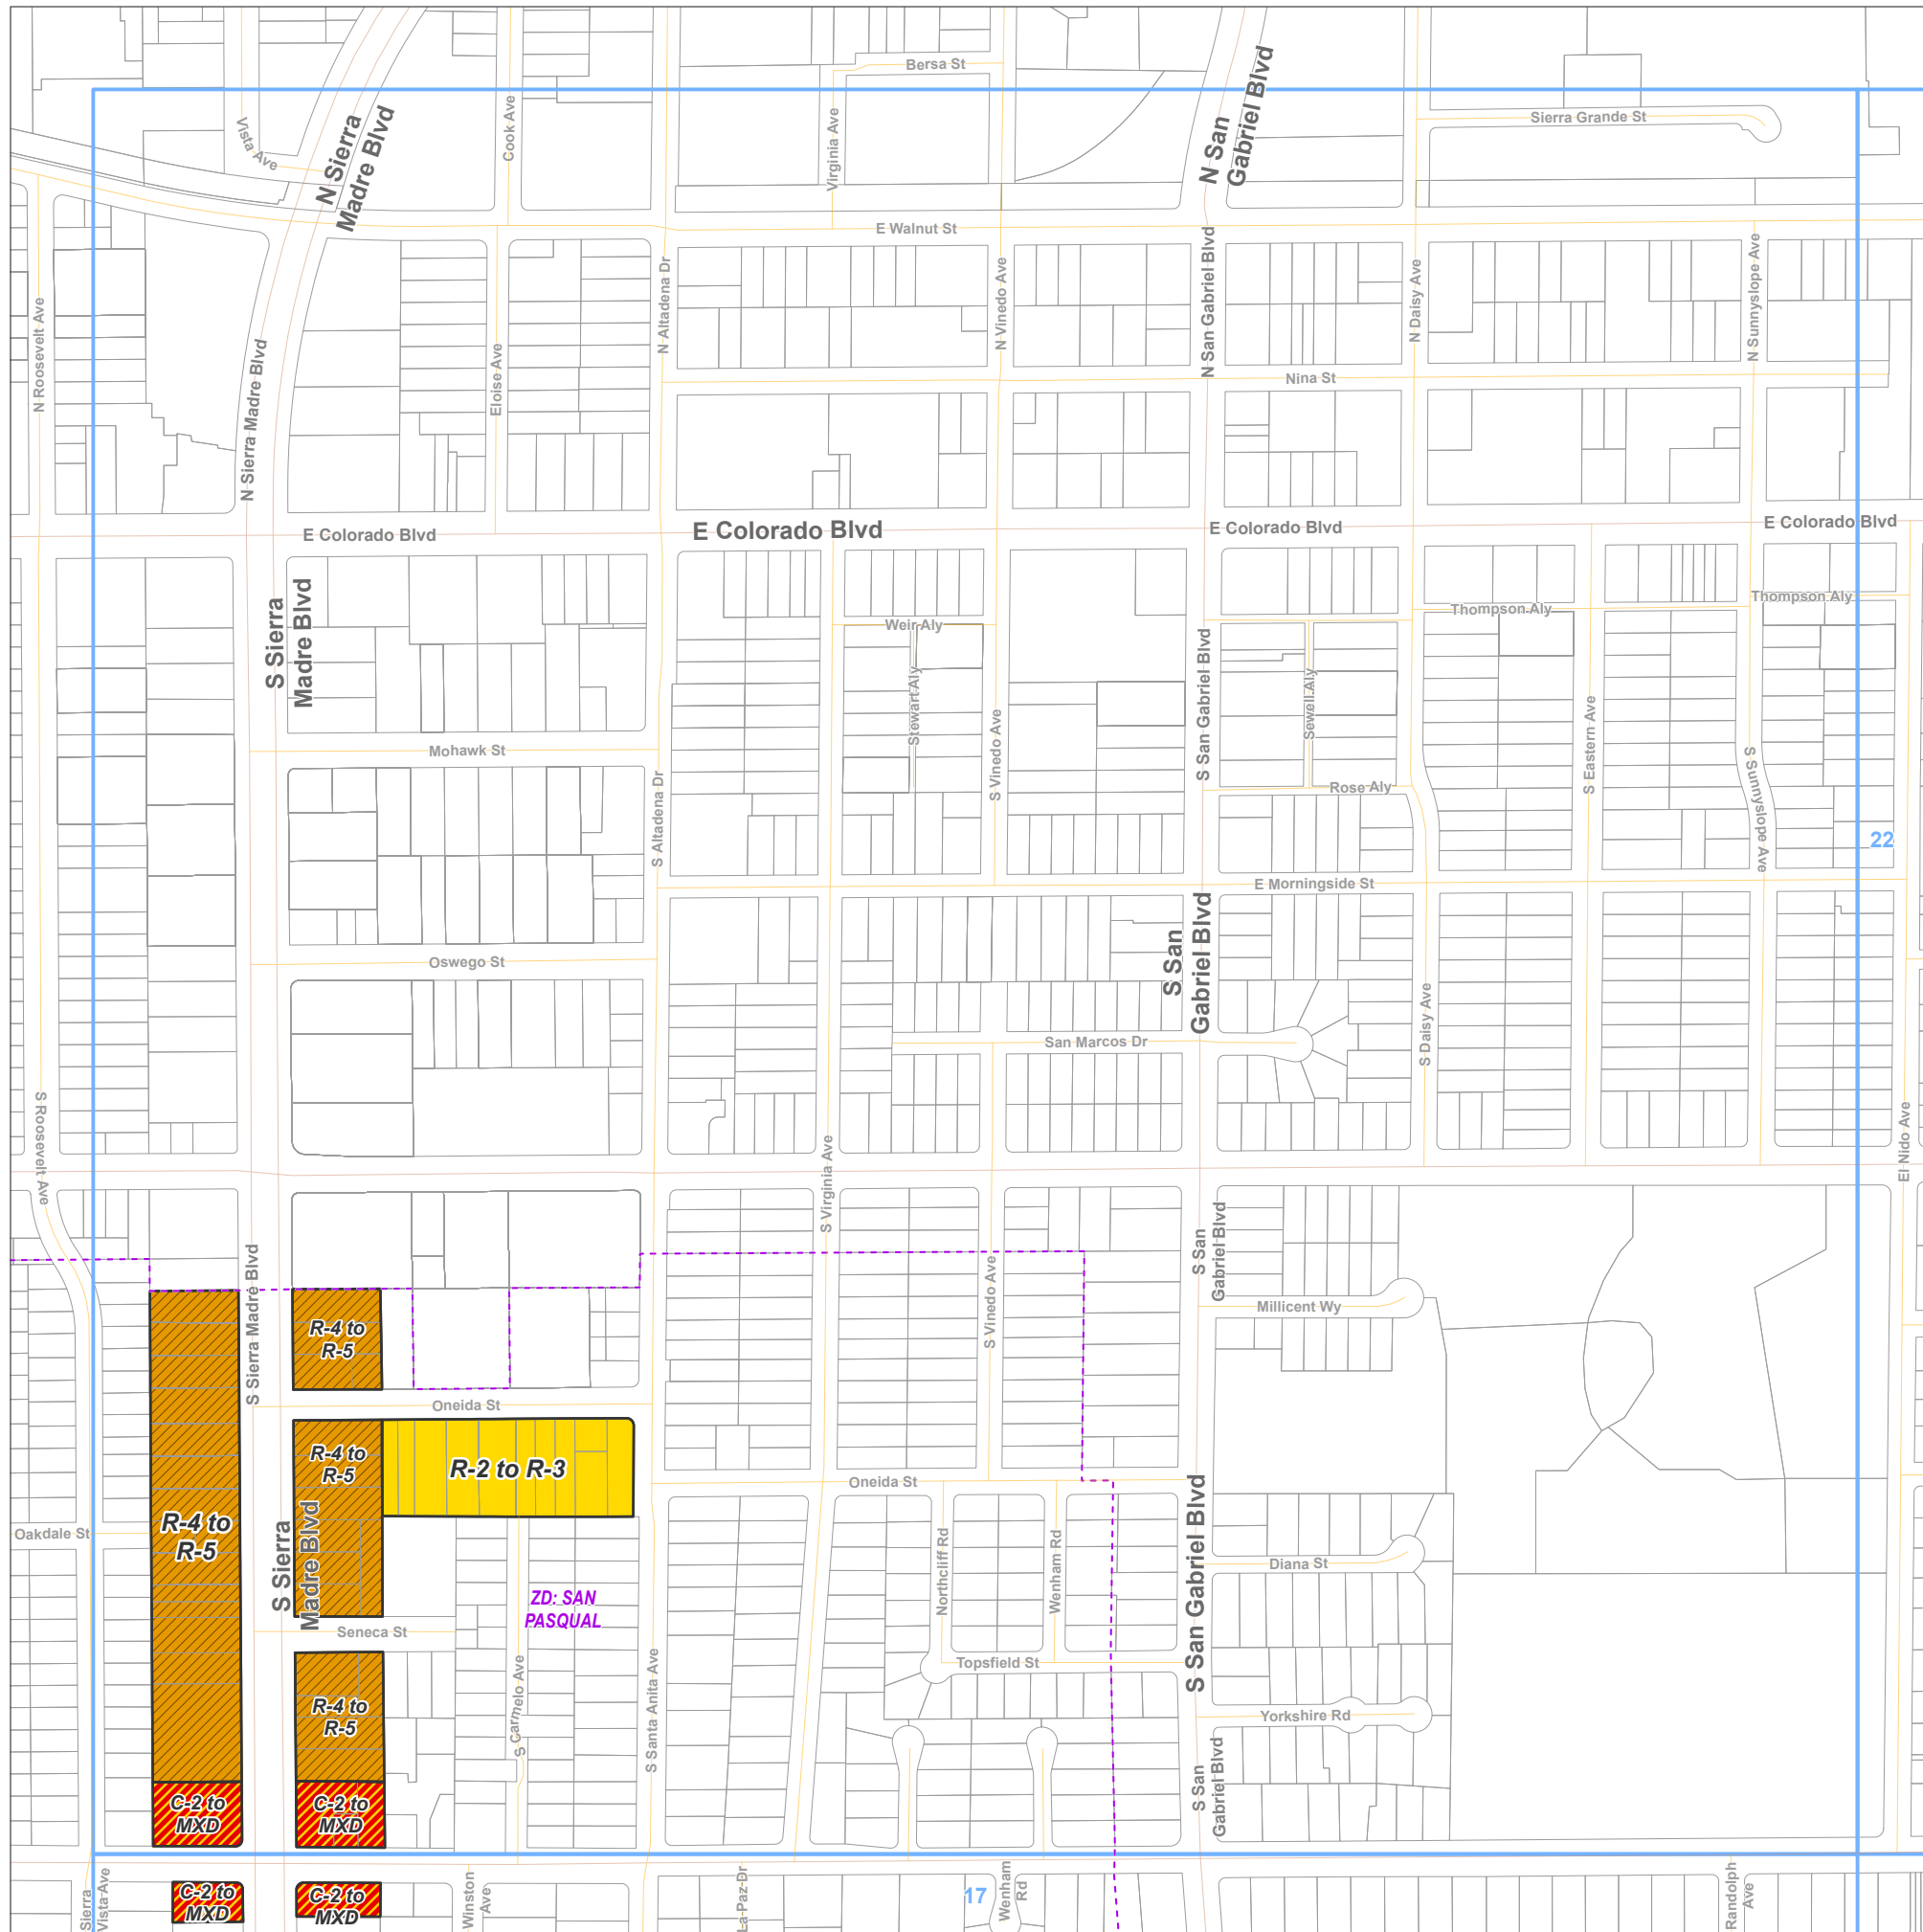 Bersa St
N San
Gabriel Blvd
Sierra Grande St
Vista Ave
N Sierra
Madre Blvd
Cook Ave
Virginia Ave
E Walnut St
N Roosevelt Ave
N Sierra Madre Blvd
Eloise Ave
N Altadena Dr
N Vinedo Ave
N San Gabriel Blvd
N Daisy Ave
N Sunnyslope Ave
Nina St
E Colorado Blvd
E Colorado Blvd
E Colorado Blvd
E Colorado Blvd
S Sierra
Madre Blvd
Weir Aly
Stewart Aly
Thompson Aly
Thompson Aly
S San Gabriel Blvd
Sewell Aly
S Vinedo Ave
S Eastern Ave
S Sunnyslope Ave
Mohawk St
S Altadena Dr
Rose Aly
22
E Morningside St
S San
Gabriel Blvd
Oswego St
San Marcos Dr
S Daisy Ave
S Roosevelt Ave
S Virginia Ave
El Nido Ave
S Sierra Madre Blvd
S Vinedo Ave
S San
Gabriel Blvd
Millicent Wy
R-4 to
R-5
Oneida St
R-4 to
R-5
R-2 to R-3
Oneida St
Oakdale St
R-4 to
R-5
S Sierra
Madre Blvd
Northcliff Rd
Wenham Rd
S San Gabriel Blvd
Diana St
ZD: SAN
PASQUAL
Seneca St
Topsfield St
R-4 to
R-5
S Carmelo Ave
S Santa Anita Ave
Yorkshire Rd
S San
Gabriel Blvd
C-2 to
MXD
C-2 to
MXD
Sierra
Vista Ave
C-2 to
MXD
C-2 to
MXD
Winston
Ave
La Paz Dr
17
Wenham
Rd
Randolph
Ave